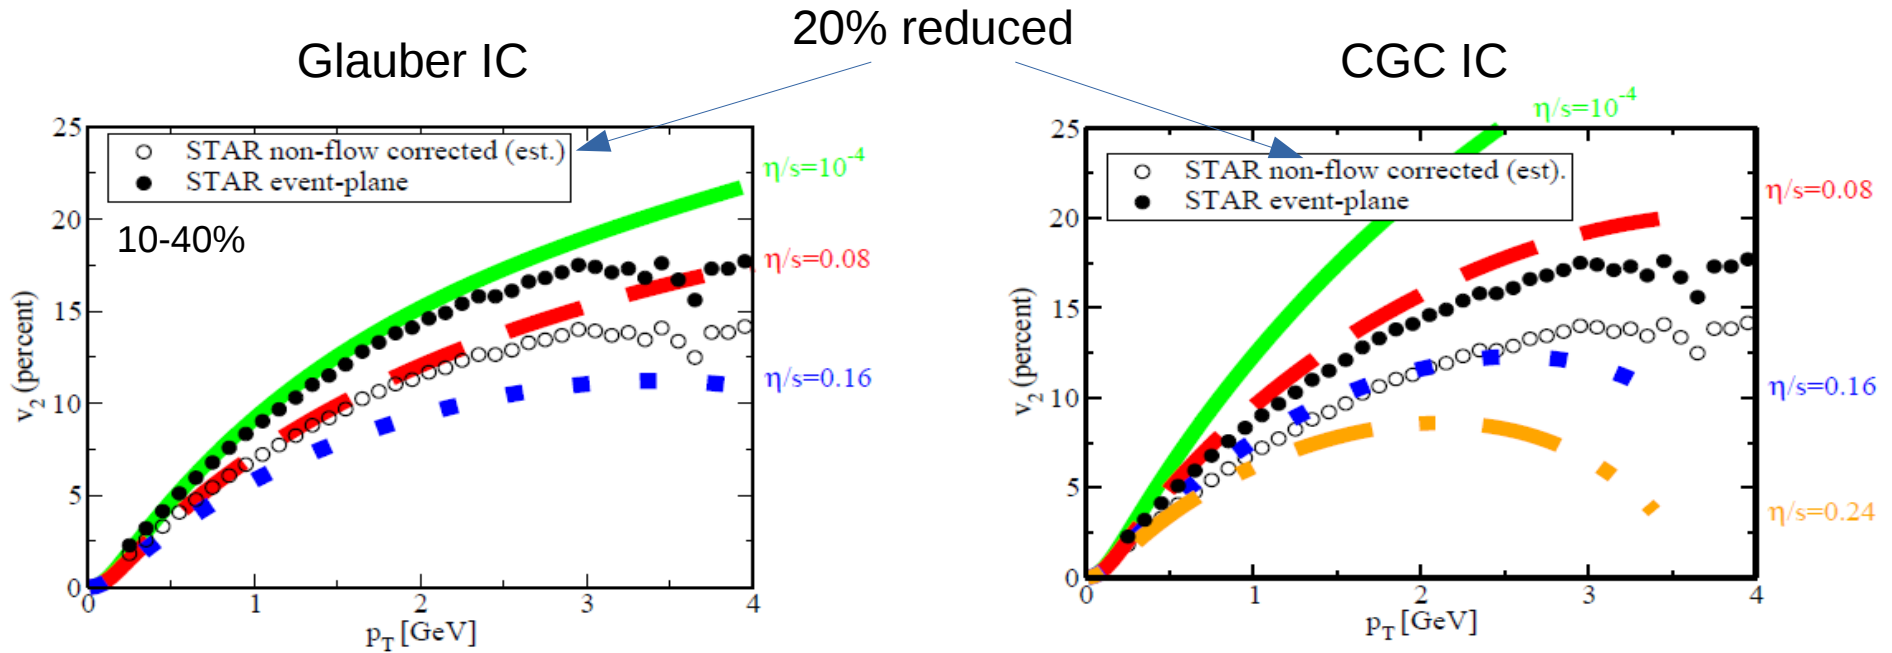 20% reduced
Glauber IC
CGC IC
25
20
15
10
5
0
v2 (percent)
STAR non-flow corrected (est.)
STAR event-plane
10-40%
η/s=10-4
η/s=0.08
η/s=0.16
0 1 2 3 4
pT [GeV]
25
20
15
10
5
0
v2 (percent)
η/s=10-4
STAR non-flow corrected (est).
STAR event-plane
η/s=0.08
η/s=0.16
η/s=0.24
0 1 2 3 4
pT [GeV]